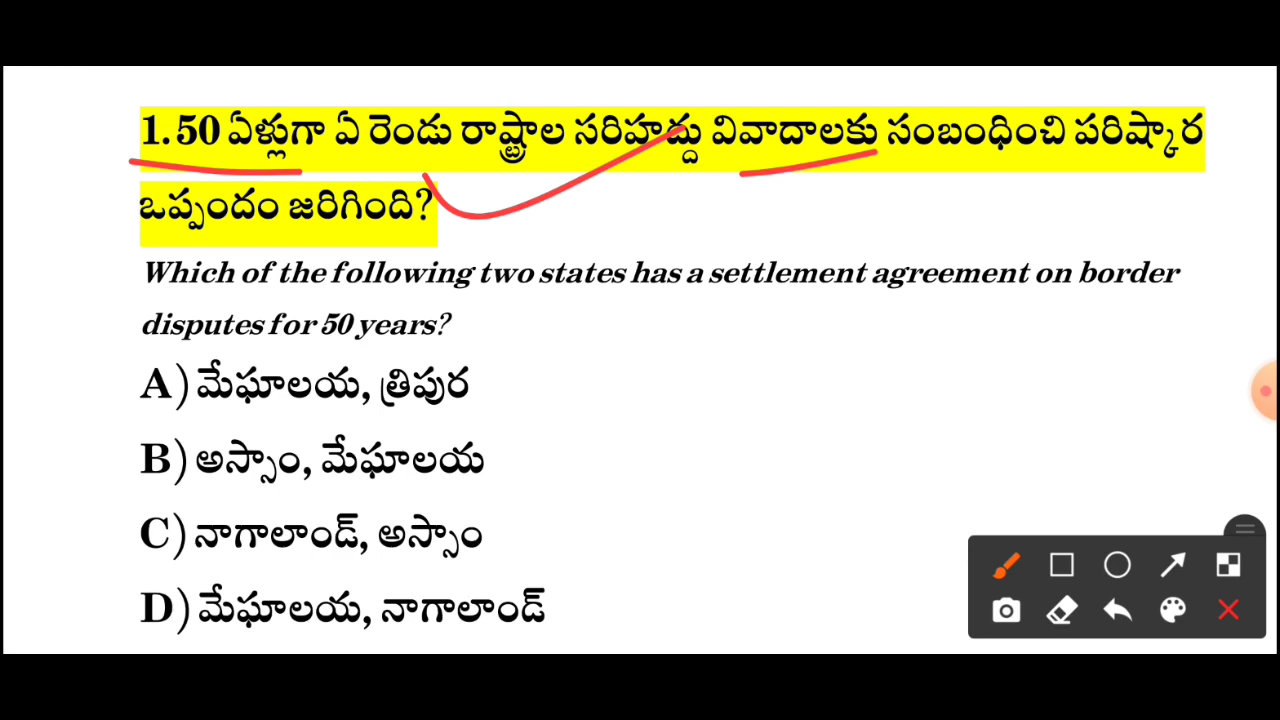 1.50 ఏళ్లుగా ఏ రెండు రాష్ట్రాల సరిహద్దు వివాదాలకు సంబంధించి పరిష్కార
ఒప్పందం జరిగింది?
Which of the following two states has a settlement agreement on border
disputes for 50 years?
A) మేఘాలయ, త్రిపుర
B) అస్సాం, మేఘాలయ
C) నాగాలాండ్, అస్సాం
D) మేఘాలయ, నాగాలాండ్